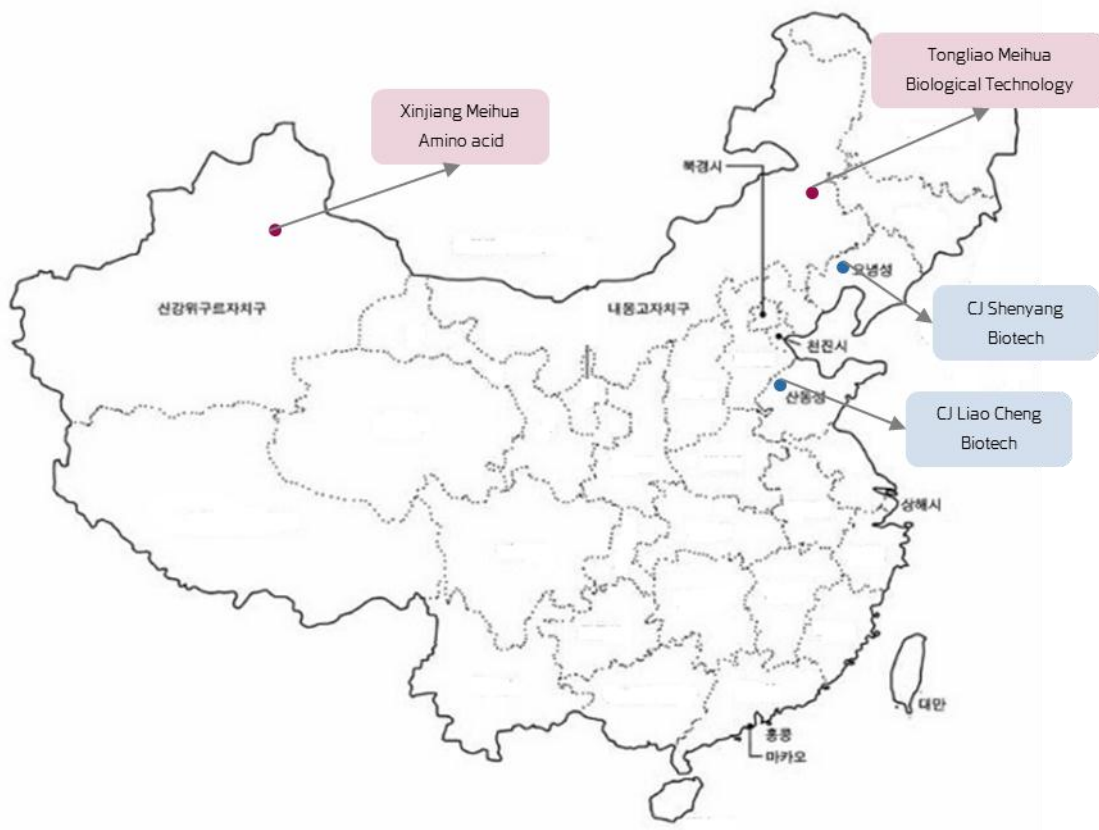 Tongliao Meihua
Biological Technology
Xinjiang Meihua
Amino acid
북경시
요녕성
신강위구르자치구
내몽고자치구
CJ Shenyang
Biotech
천진시
산동성
CJ Liao Cheng
Biotech
상해시
대만
홍콩
마카오